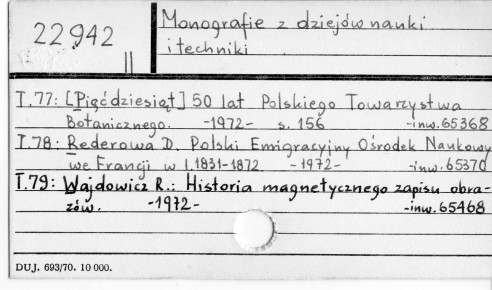 22942
II
Monografie z dziejów nauki
i techniki
T.77: [Pięćdziesiąt] 50 lat Polskiego Towarzystwa
Botanicznego. -1972- s. 156 -inw. 65368
T.78: Rederowa D. Polski Emigracyjny Ośrodek Naukowy
we Francji w l. 1831-1872 -1972- -inw. 65370
T.79: Wajdowicz R.: Historia magnetycznego zapisu obra-
zów. -1972- -inw. 65468
DUJ. 693/70. 10 000.